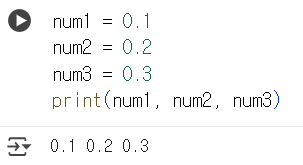 num1 = 0.1
num2 = 0.2
num3 = 0.3
print(num1, num2, num3)
0.1 0.2 0.3